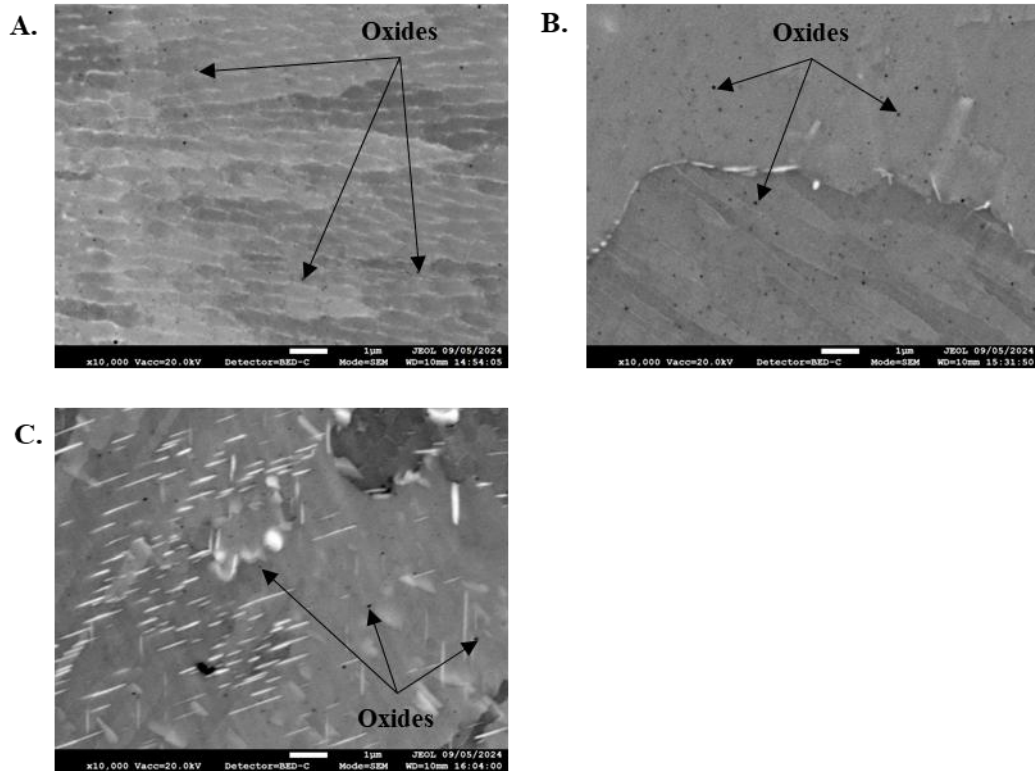 A.
Oxides
1μm JEOL 09/05/2024
x10,000 Vacc=20.0kV Detector=BED-C Mode=SEM WD=10mm 14:54:05
B.
Oxides
1μm JEOL 09/05/2024
x10,000 Vacc=20.0kV Detector=BED-C Mode=SEM WD=10mm 15:31:50
C.
Oxides
1μm JEOL 09/05/2024
x10,000 Vacc=20.0kV Detector=BED-C Mode=SEM WD=10mm 16:04:00